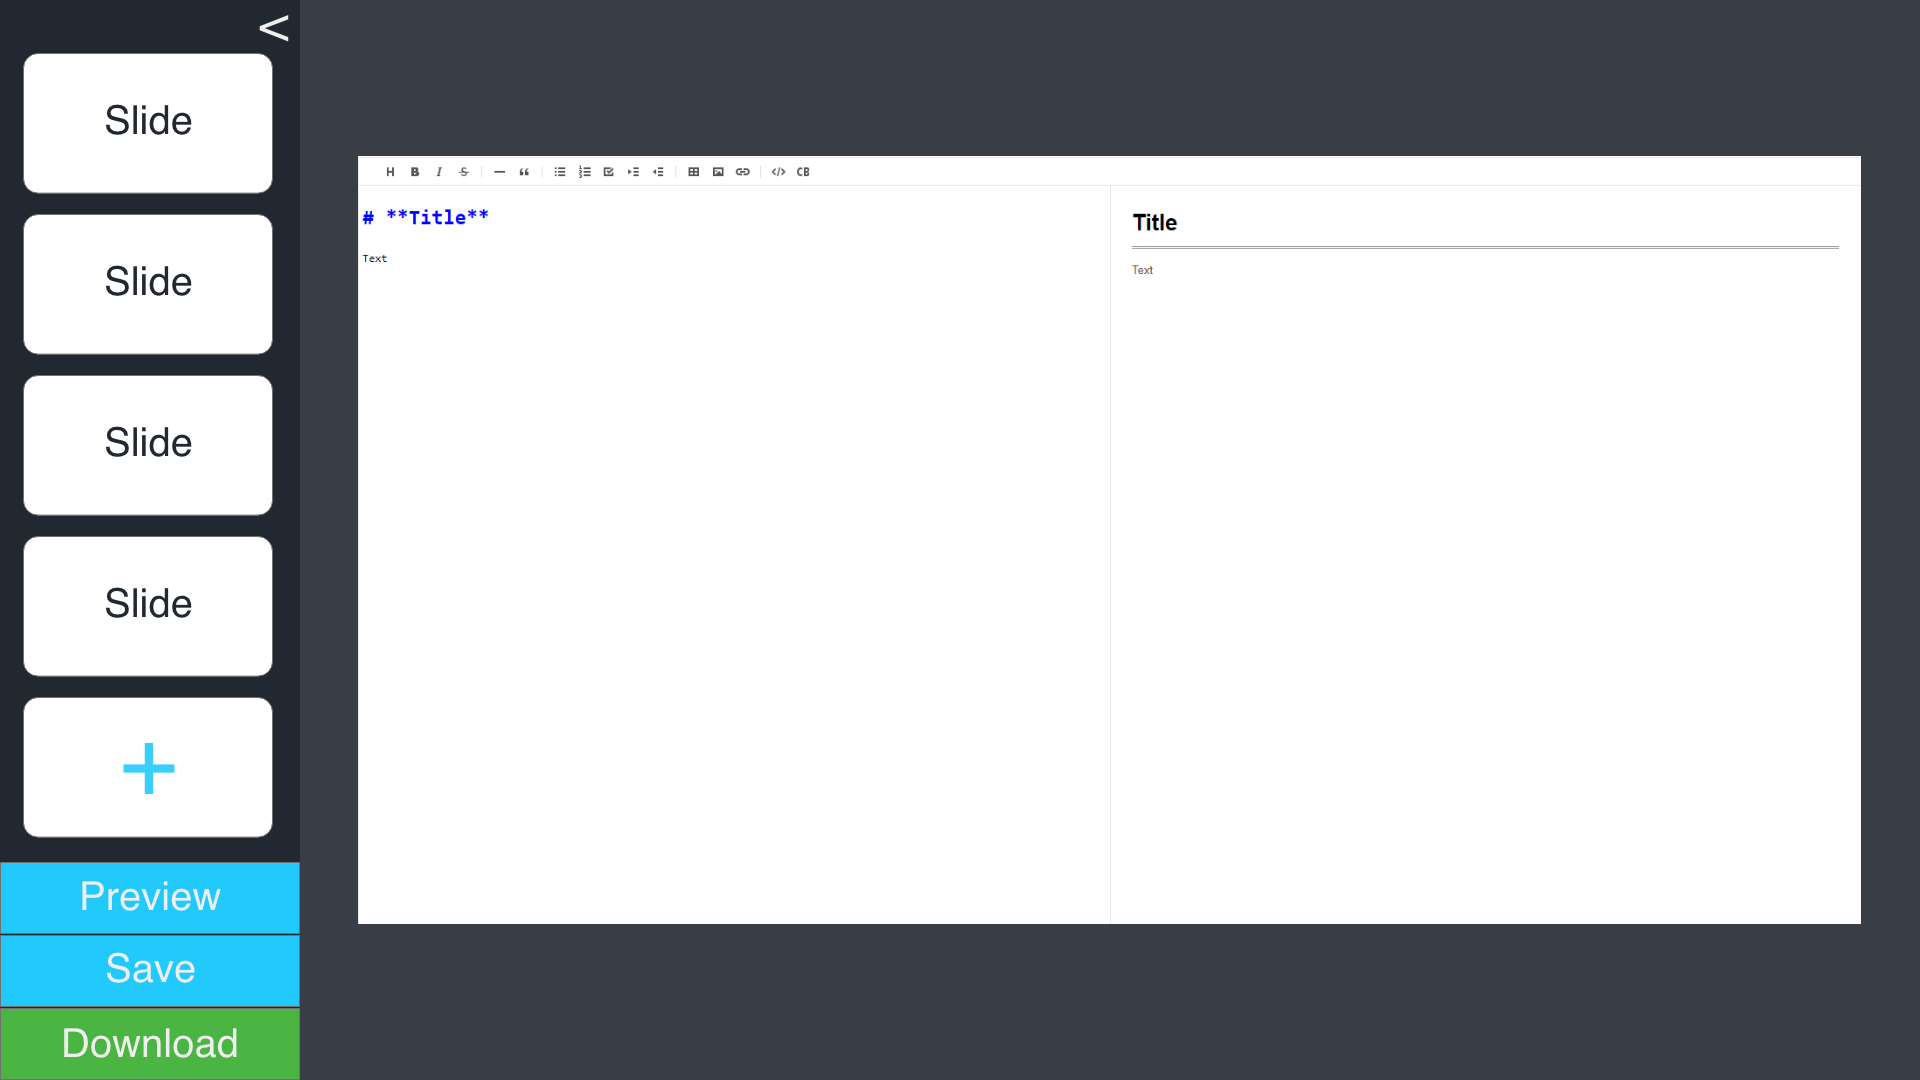 <
Slide
Slide
Slide
Slide
+
Preview
Save
Download
H B I S — “ </> CB
# **Title**
Text
Title
Text